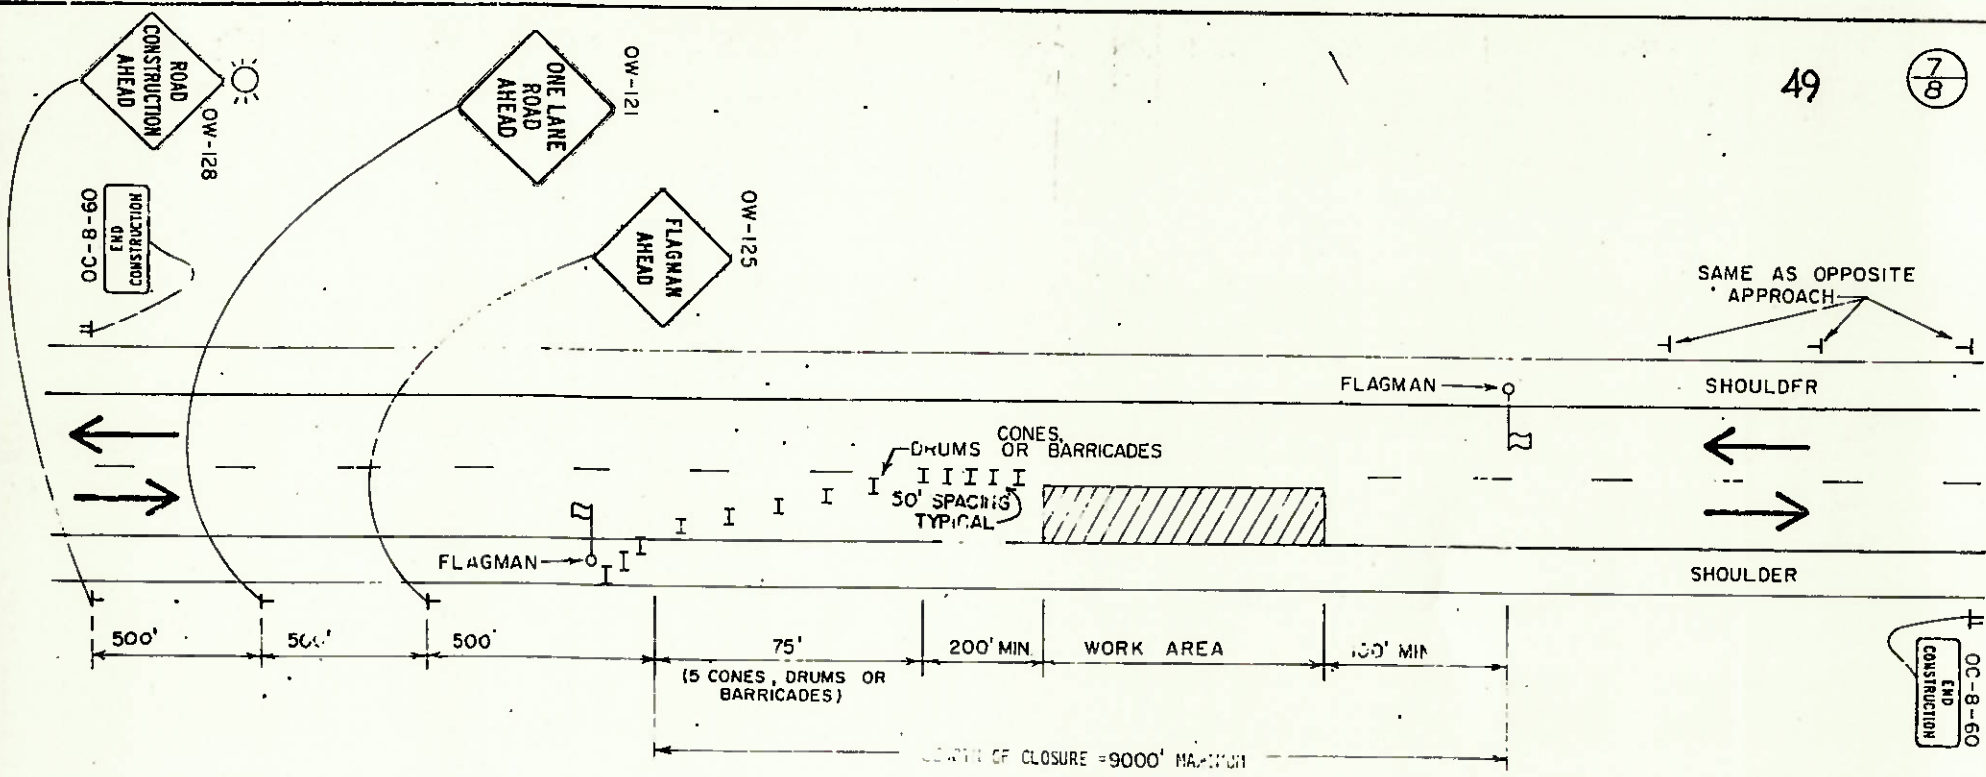 49
7
8
ROAD
CONSTRUCTION
AHEAD
OW-128
ONE LANE
ROAD
AHEAD
OW-121
FLAGMAN
AHEAD
OW-125
END
CONSTRUCTION
OC-8-60
SAME AS OPPOSITE
APPROACH
FLAGMAN
SHOULDER
CONES,
DRUMS OR BARRICADES
50' SPACING
TYPICAL
FLAGMAN
SHOULDER
500'
500'
75'
200' MIN.
WORK AREA
MIN
(5 CONES, DRUMS OR
BARRICADES)
OF CLOSURE = 9000' MAXIMUM
END
CONSTRUCTION
OC-8-60